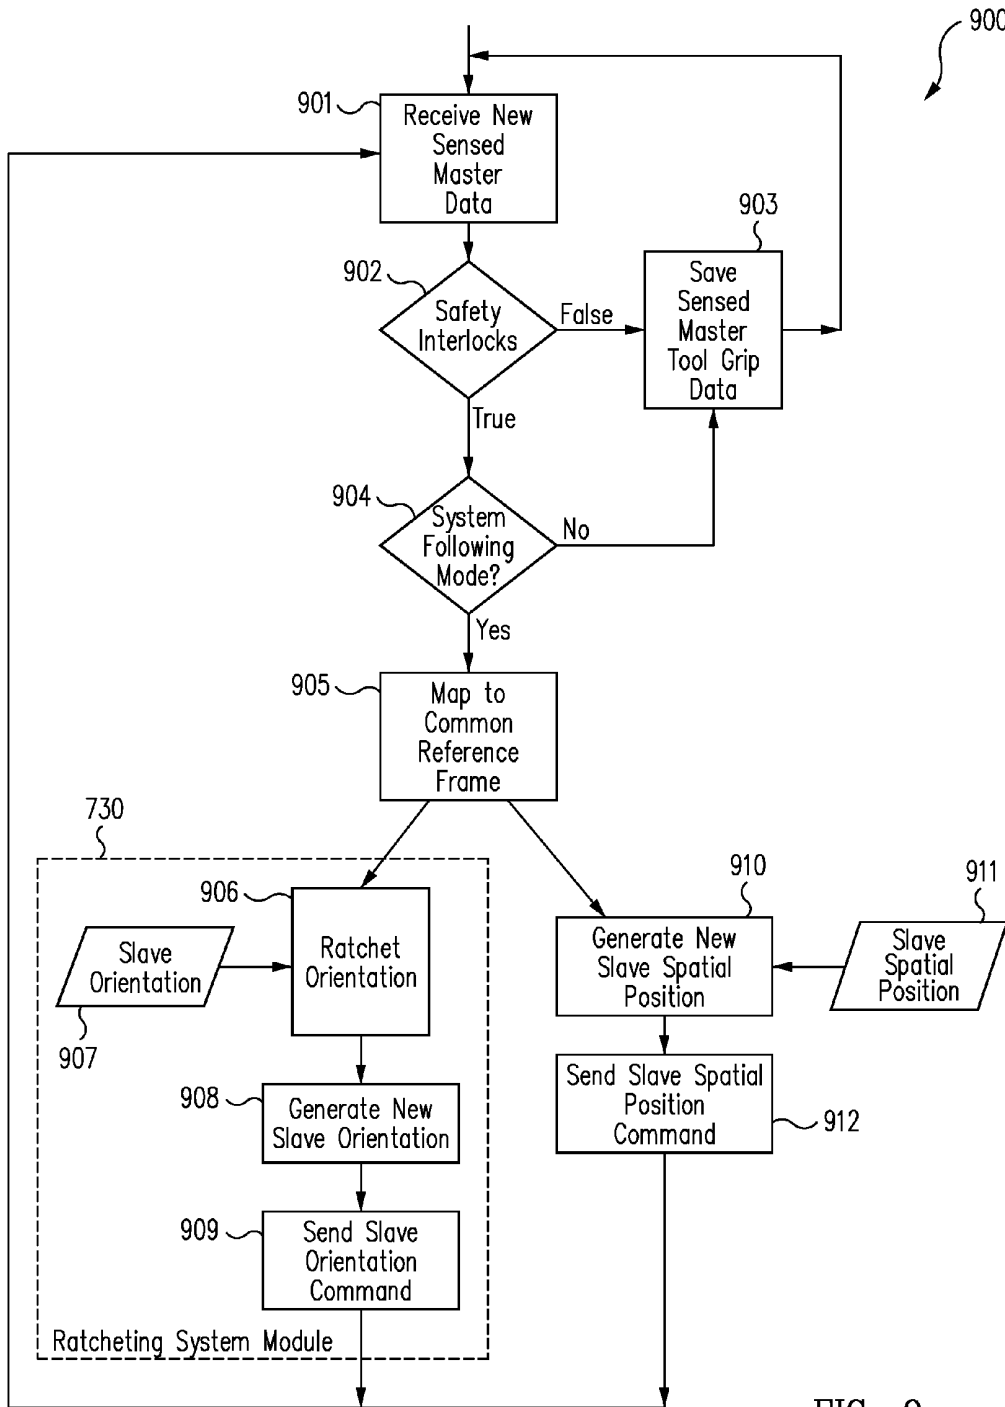 900
901
Receive New
Sensed
Master
Data
903
902
Safety
Interlocks
False
Save
Sensed
Master
Tool Grip
Data
True
904
System
Following
Mode?
No
Yes
905
Map to
Common
Reference
Frame
730
906
910
911
Slave
Orientation
Ratchet
Orientation
Generate New
Slave Spatial
Position
Slave
Spatial
Position
907
908
Generate New
Slave Orientation
Send Slave Spatial
Position
Command
912
909
Send Slave
Orientation
Command
Ratcheting System Module
FIG. 9